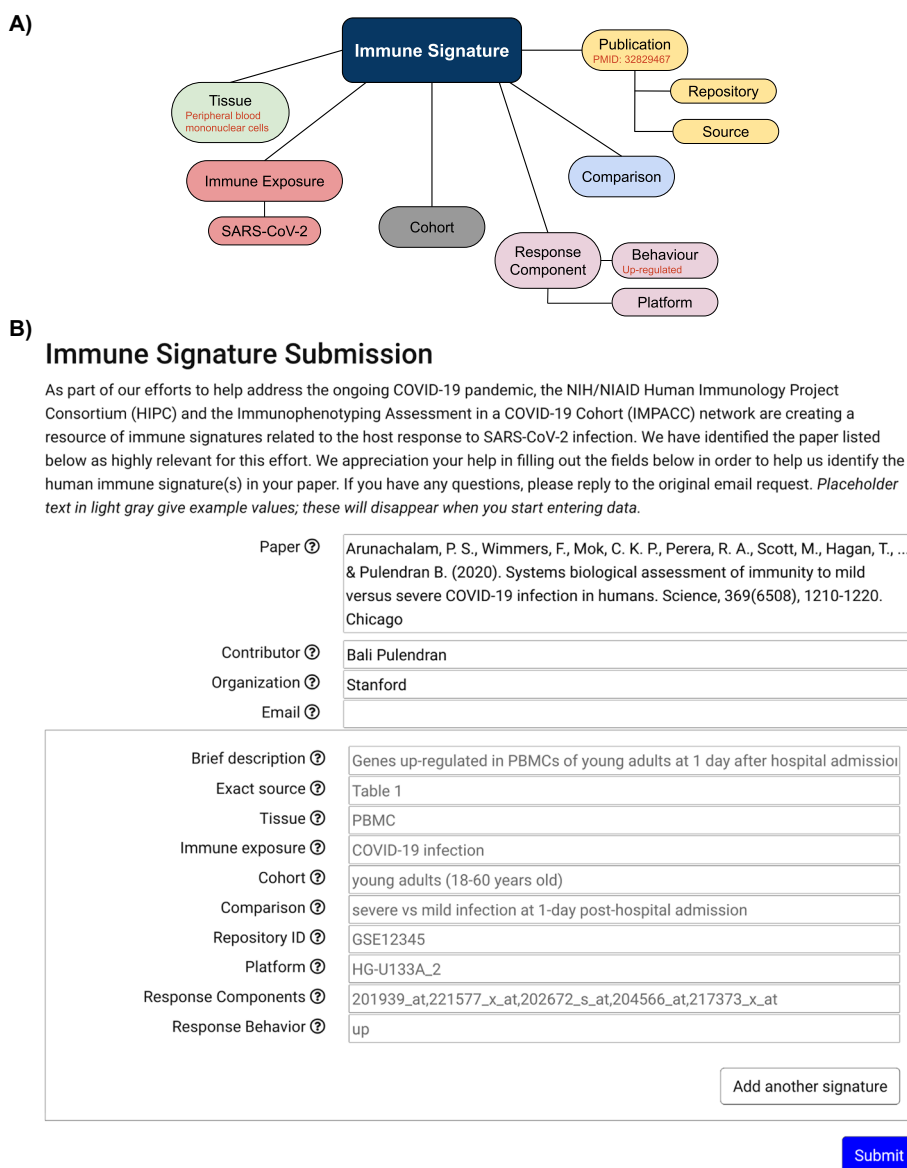 A)
Immune Signature
Publication
PMID: 32829467
Repository
Source
Tissue
Peripheral blood
mononuclear cells
Immune Exposure
SARS-CoV-2
Cohort
Comparison
Response
Component
Behaviour
Up-regulated
Platform
B)
Immune Signature Submission
As part of our efforts to help address the ongoing COVID-19 pandemic, the NIH/NIAID Human Immunology Project
Consortium (HIPC) and the Immunophenotyping Assessment in a COVID-19 Cohort (IMPACC) network are creating a
resource of immune signatures related to the host response to SARS-CoV-2 infection. We have identified the paper listed
below as highly relevant for this effort. We appreciation your help in filling out the fields below in order to help us identify the
human immune signature(s) in your paper. If you have any questions, please reply to the original email request. Placeholder
text in light gray give example values; these will disappear when you start entering data.
Paper ? Arunachalam, P. S., Wimmers, F., Mok, C. K. P., Perera, R. A., Scott, M., Hagan, T., ...
& Pulendran B. (2020). Systems biological assessment of immunity to mild
versus severe COVID-19 infection in humans. Science, 369(6508), 1210-1220.
Chicago
Contributor ? Bali Pulendran
Organization ? Stanford
Email ?
Brief description ? Genes up-regulated in PBMCs of young adults at 1 day after hospital admission
Exact source ? Table 1
Tissue ? PBMC
Immune exposure ? COVID-19 infection
Cohort ? young adults (18-60 years old)
Comparison ? severe vs mild infection at 1-day post-hospital admission
Repository ID ? GSE12345
Platform ? HG-U133A_2
Response Components ? 201939_at,221577_x_at,202672_s_at,204566_at,217373_x_at
Response Behavior ? up
Add another signature
Submit